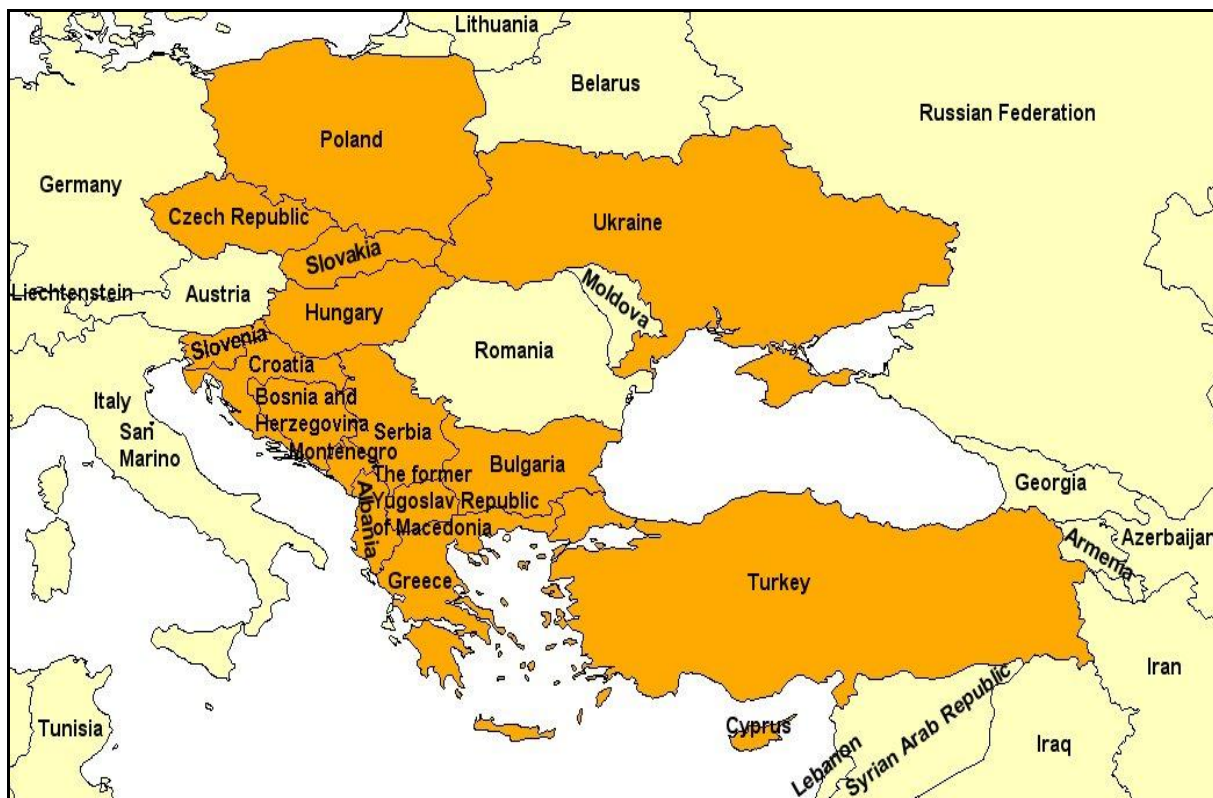 Lithuania
Belarus
Russian Federation
Poland
Germany
Czech Republic
Ukraine
Slovakia
Liechtenstein
Austria
Moldova
Hungary
Slovenia
Romania
Croatia
Italy
Bosnia and
Herzegovina
San
Marino
Serbia
Montenegro
Bulgaria
The former
Yugoslav Republic
of Macedonia
Albania
Georgia
Azerbaijan
Armenia
Greece
Turkey
Iran
Tunisia
Cyprus
Lebanon
Syrian Arab Republic
Iraq